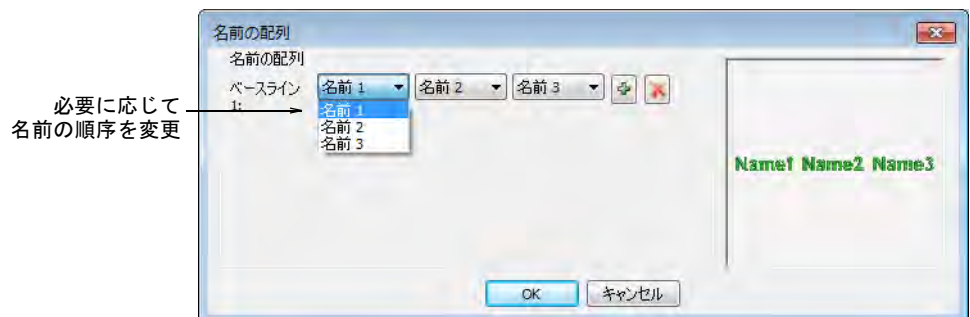 名前の配列
名前の配列
ベースライン 1: 名前 1 名前 2 名前 3
名前 1
名前 2
名前 3
必要に応じて
名前の順序を変更
Name1 Name2 Name3
OK キャンセル